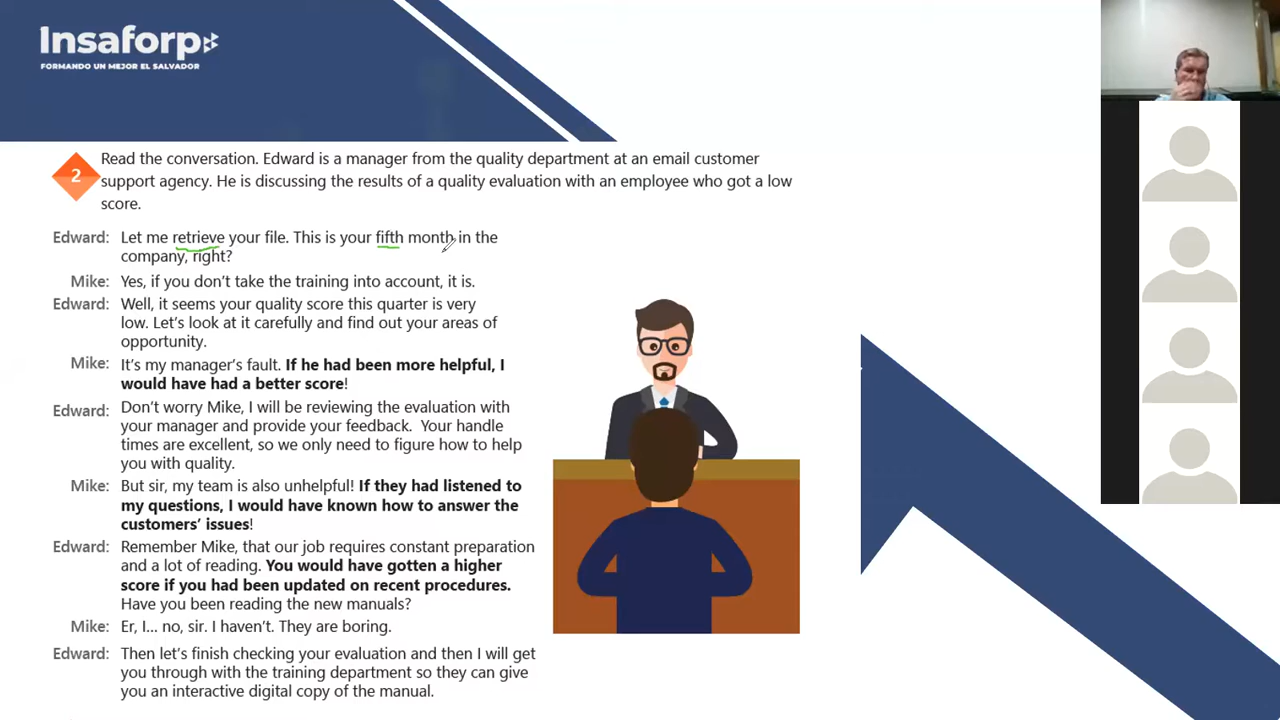 Insaforp
FORMANDO UN MEJOR EL SALVADOR
2
Read the conversation. Edward is a manager from the quality department at an email customer
support agency. He is discussing the results of a quality evaluation with an employee who got a low
score.
Edward: Let me retrieve your file. This is your fifth month in the
company, right?
Mike: Yes, if you don't take the training into account, it is.
Edward: Well, it seems your quality score this quarter is very
low. Let's look at it carefully and find out your areas of
opportunity.
Mike: It's my manager's fault. If he had been more helpful, I
would have had a better score!
Edward: Don't worry Mike, I will be reviewing the evaluation with
your manager and provide your feedback. Your handle
times are excellent, so we only need to figure how to help
you with quality.
Mike: But sir, my team is also unhelpful! If they had listened to
my questions, I would have known how to answer the
customers' issues!
Edward: Remember Mike, that our job requires constant preparation
and a lot of reading. You would have gotten a higher
score if you had been updated on recent procedures.
Have you been reading the new manuals?
Mike: Er, I... no, sir. I haven't. They are boring.
Edward: Then let's finish checking your evaluation and then I will get
you through with the training department so they can give
you an interactive digital copy of the manual.